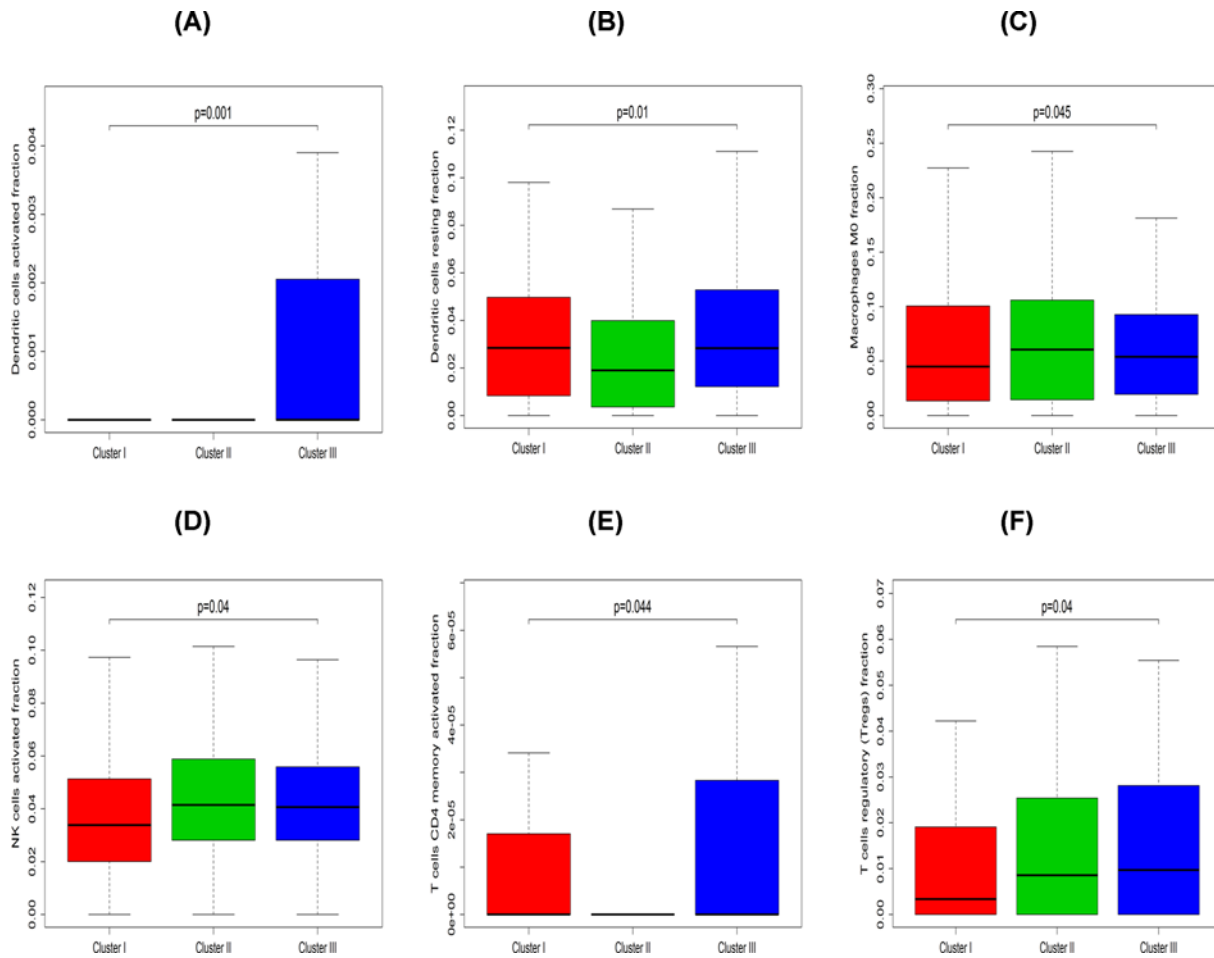 (A)
(B)
(C)
Dendritic cells activated fraction
0.004
0.003
0.002
0.001
0.000
p=0.001
Cluster I
Cluster II
Cluster III
Dendritic cells resting fraction
0.12
0.10
0.08
0.06
0.04
0.02
0.00
p=0.01
Cluster I
Cluster II
Cluster III
Macrophages M0 fraction
0.30
0.25
0.20
0.15
0.10
0.05
0.00
p=0.045
Cluster I
Cluster II
Cluster III
(D)
(E)
(F)
NK cells activated fraction
0.12
0.10
0.08
0.06
0.04
0.02
0.00
p=0.04
Cluster I
Cluster II
Cluster III
T cells CD4 memory activated fraction
6e-05
4e-05
2e-05
0e+00
p=0.044
Cluster I
Cluster II
Cluster III
T cells regulatory (Tregs) fraction
0.07
0.06
0.05
0.04
0.03
0.02
0.01
0.00
p=0.04
Cluster I
Cluster II
Cluster III